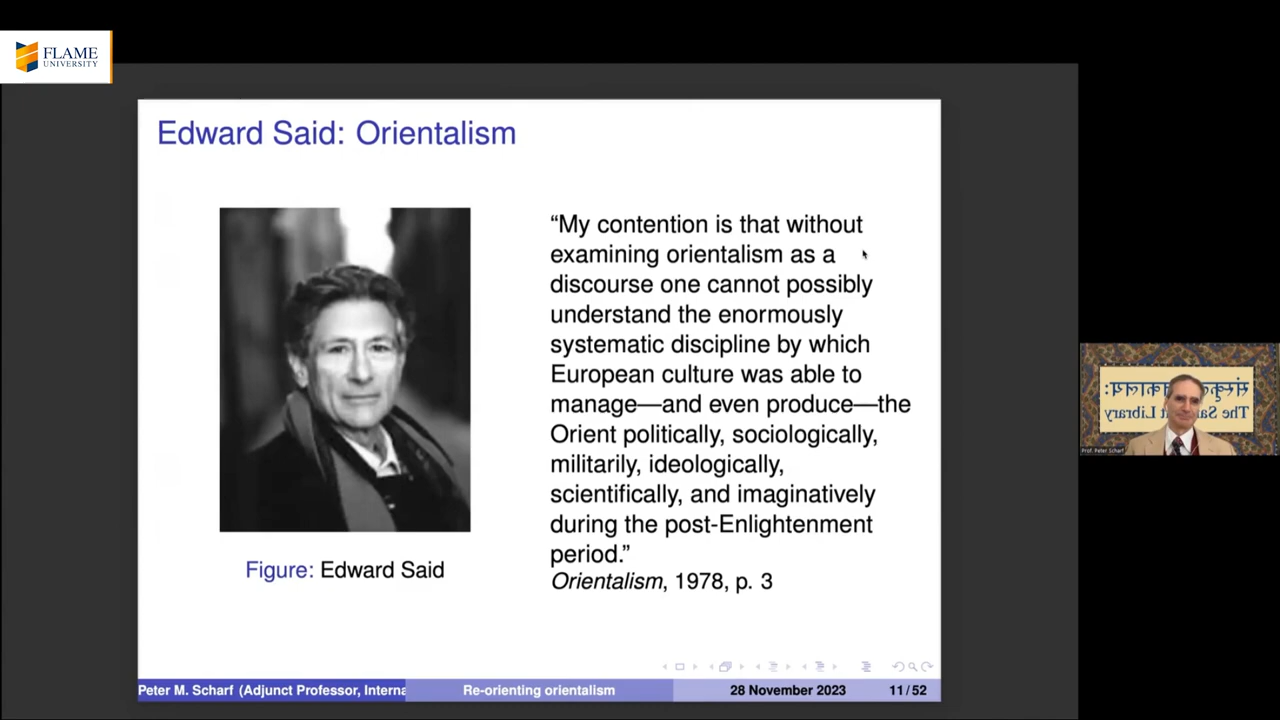 FLAME
UNIVERSITY
Edward Said: Orientalism
“My contention is that without
examining orientalism as a
discourse one cannot possibly
understand the enormously
systematic discipline by which
European culture was able to
manage—and even produce—the
Orient politically, sociologically,
militarily, ideologically,
scientifically, and imaginatively
during the post-Enlightenment
period.”
Orientalism, 1978, p. 3
Figure: Edward Said
The Sa t Library
Prof. Peter Scharf
Peter M. Scharf (Adjunct Professor, Interna
Re-orienting orientalism
28 November 2023
11/52